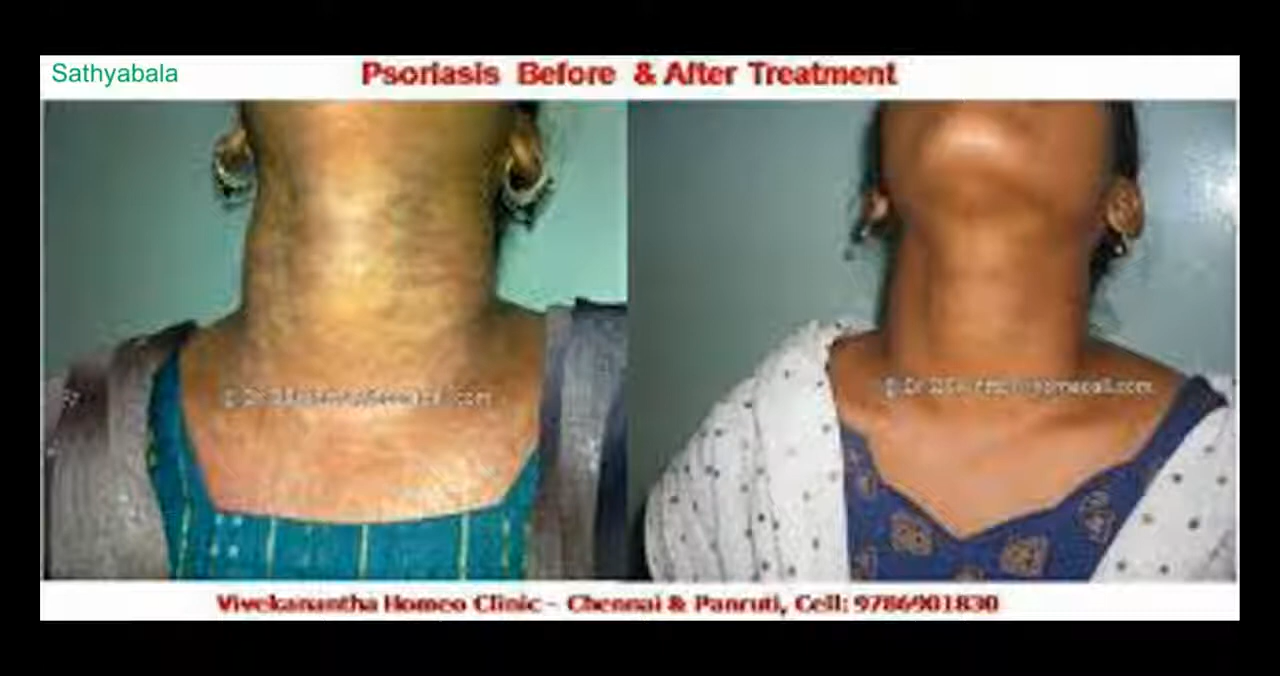 Sathyabala
Psoriasis Before & After Treatment
Vivekanantha Homeo Clinic - Chennai & Panruti, Cell: 9786901830